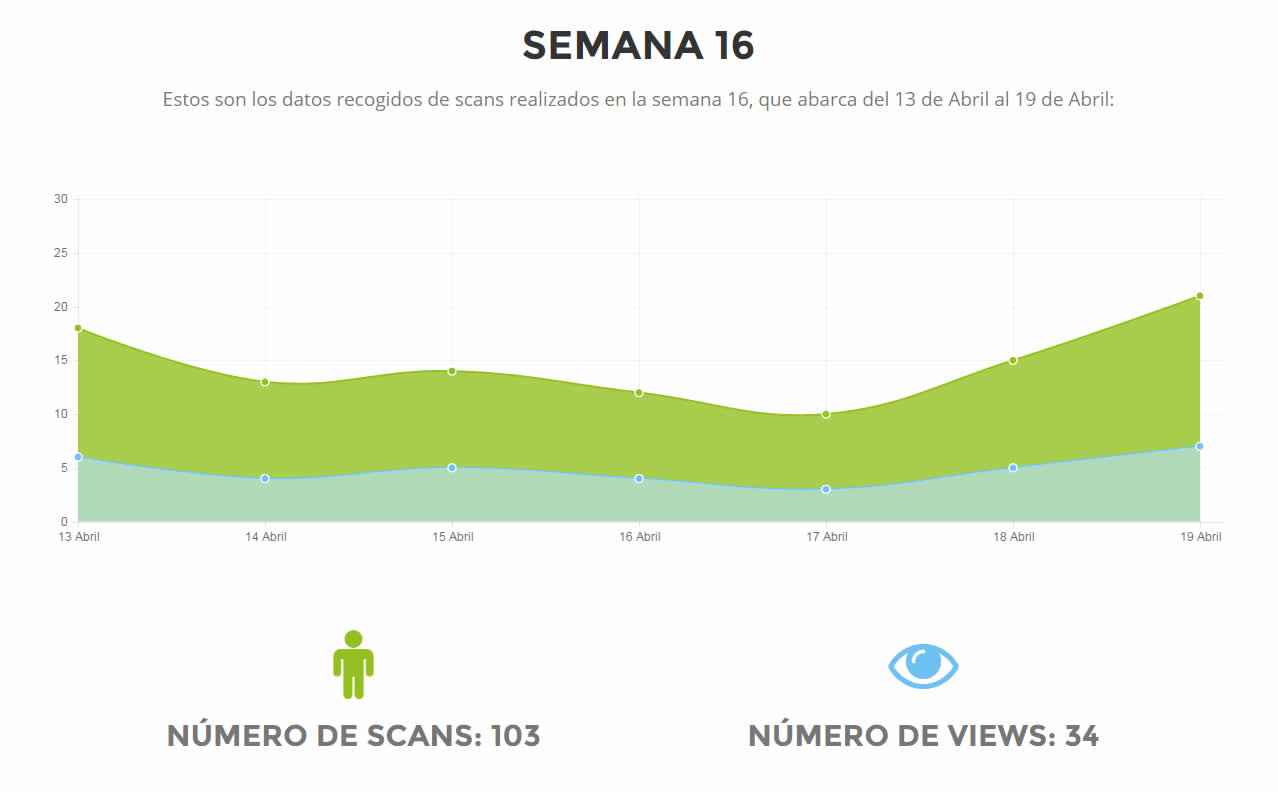 SEMANA 16
Estos son los datos recogidos de scans realizados en la semana 16, que abarca del 13 de Abril al 19 de Abril:
30
25
20
15
10
5
0
13 Abril 14 Abril 15 Abril 16 Abril 17 Abril 18 Abril 19 Abril
NÚMERO DE SCANS: 103 NÚMERO DE VIEWS: 34